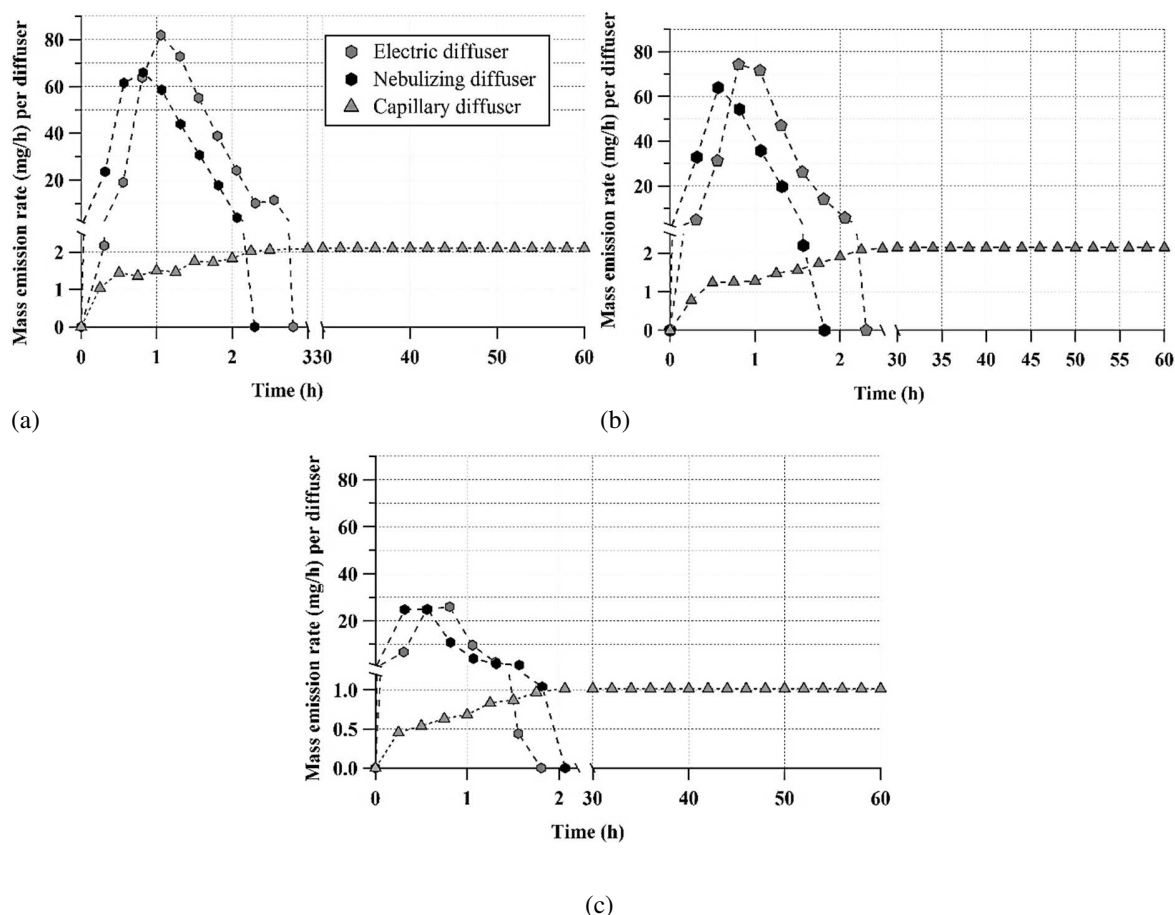 Mass emission rate (mg/h) per diffuser
80
60
40
20
2
1
0
Electric diffuser
Nebulizing diffuser
Capillary diffuser
0 1 2 3 30 40 50 60
Time (h)
(a)
Mass emission rate (mg/h) per diffuser
80
60
40
20
2
1
0
0 1 2 30 35 40 45 50 55 60
Time (h)
(b)
Mass emission rate (mg/h) per diffuser
80
60
40
20
1.0
0.5
0.0
0 1 2 30 40 50 60
Time (h)
(c)